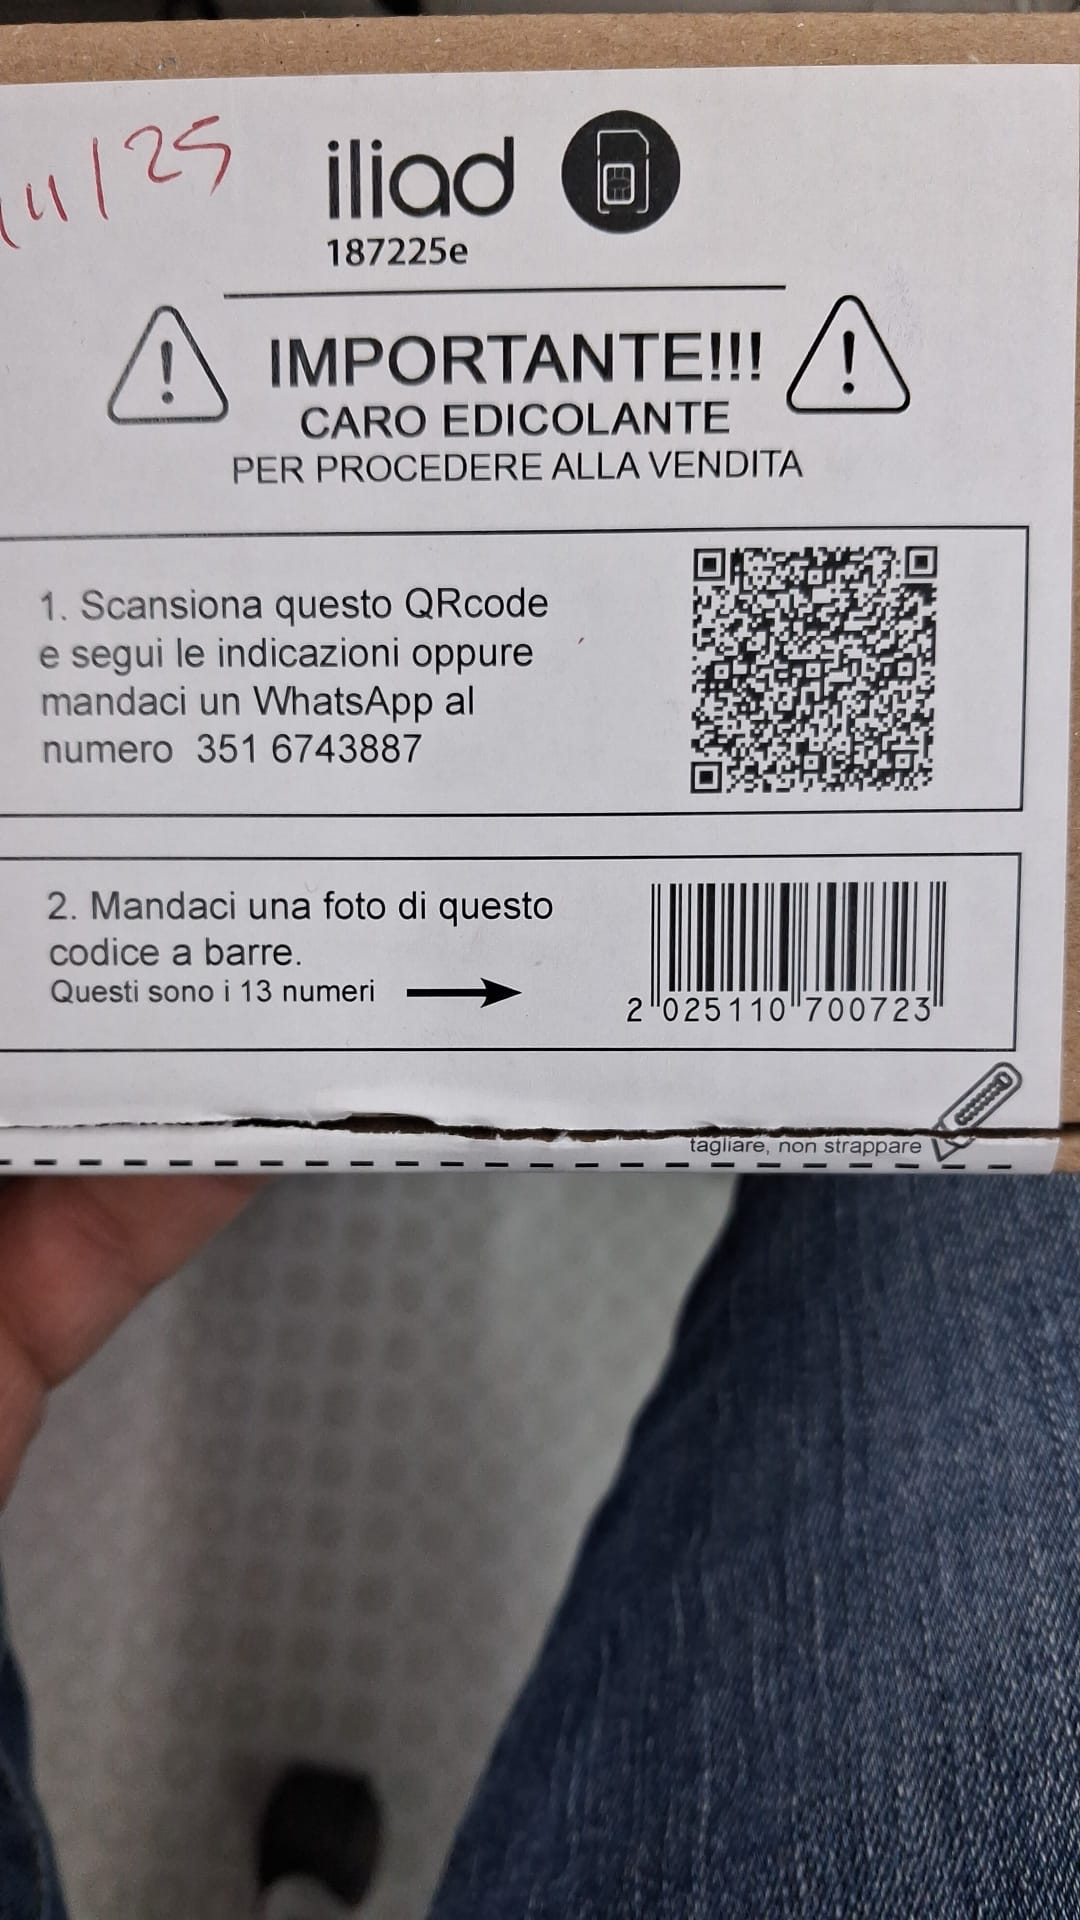 11/25
iliad
187225e
IMPORTANTE!!!
CARO EDICOLANTE
PER PROCEDERE ALLA VENDITA
1. Scansiona questo QRcode
e segui le indicazioni oppure
mandaci un WhatsApp al
numero 351 6743887
2. Mandaci una foto di questo
codice a barre.
Questi sono i 13 numeri
2 025110 700723
tagliare, non strappare